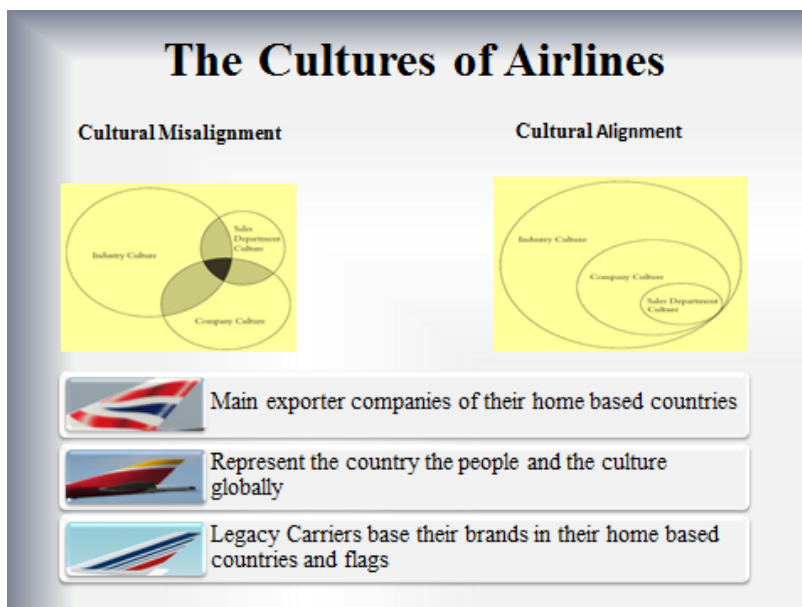 The Cultures of Airlines
Cultural Misalignment
Cultural Alignment
Industry Culture
Sales
Department
Culture
Company Culture
Industry Culture
Company Culture
Sales Department
Culture
Main exporter companies of their home based countries
Represent the country the people and the culture
globally
Legacy Carriers base their brands in their home based
countries and flags